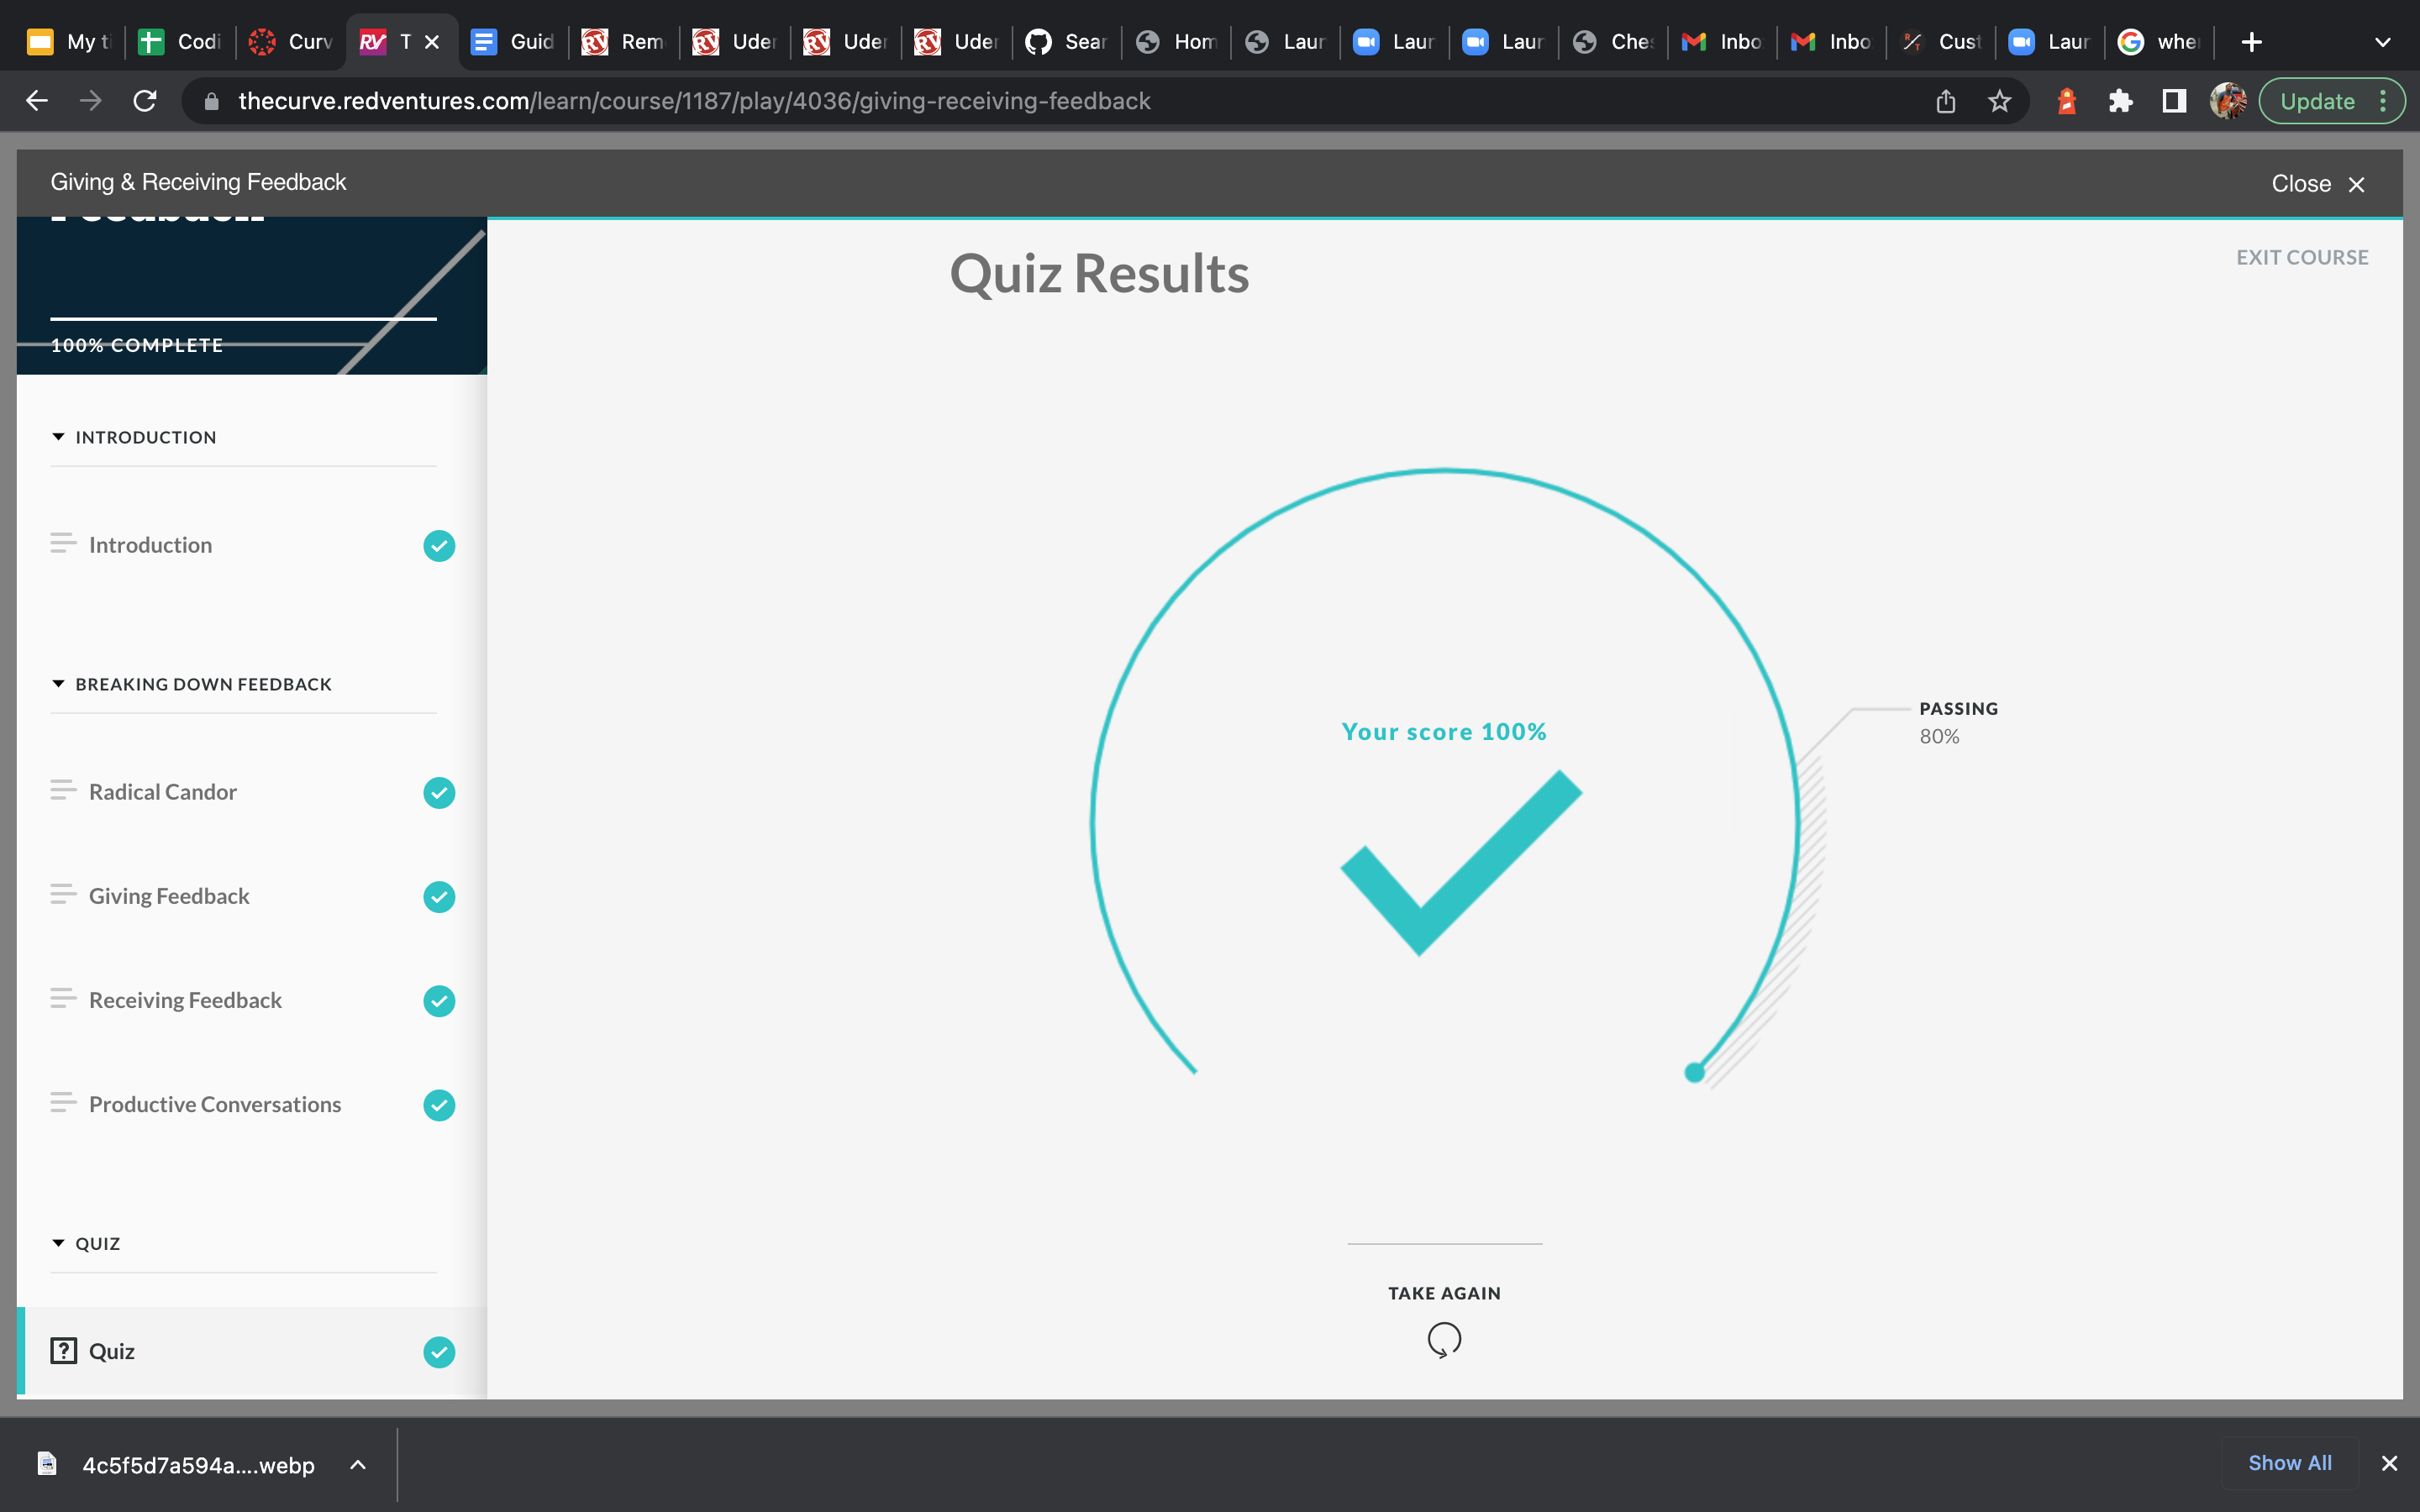 My t
Codi
Curv
T
Guid
Rem
Uder
Uder
Uder
Sear
Hom
Laur
Laur
Laur
Ches
Inbo
Inbo
Cust
Laur
whe
thecurve.redventures.com/learn/course/1187/play/4036/giving-receiving-feedback
Update
Giving & Receiving Feedback
Close
Feedback
100% COMPLETE
INTRODUCTION
Introduction
BREAKING DOWN FEEDBACK
Radical Candor
Giving Feedback
Receiving Feedback
Productive Conversations
QUIZ
Quiz
Quiz Results
EXIT COURSE
Your score 100%
PASSING
80%
TAKE AGAIN
4c5f5d7a594a....webp
Show All